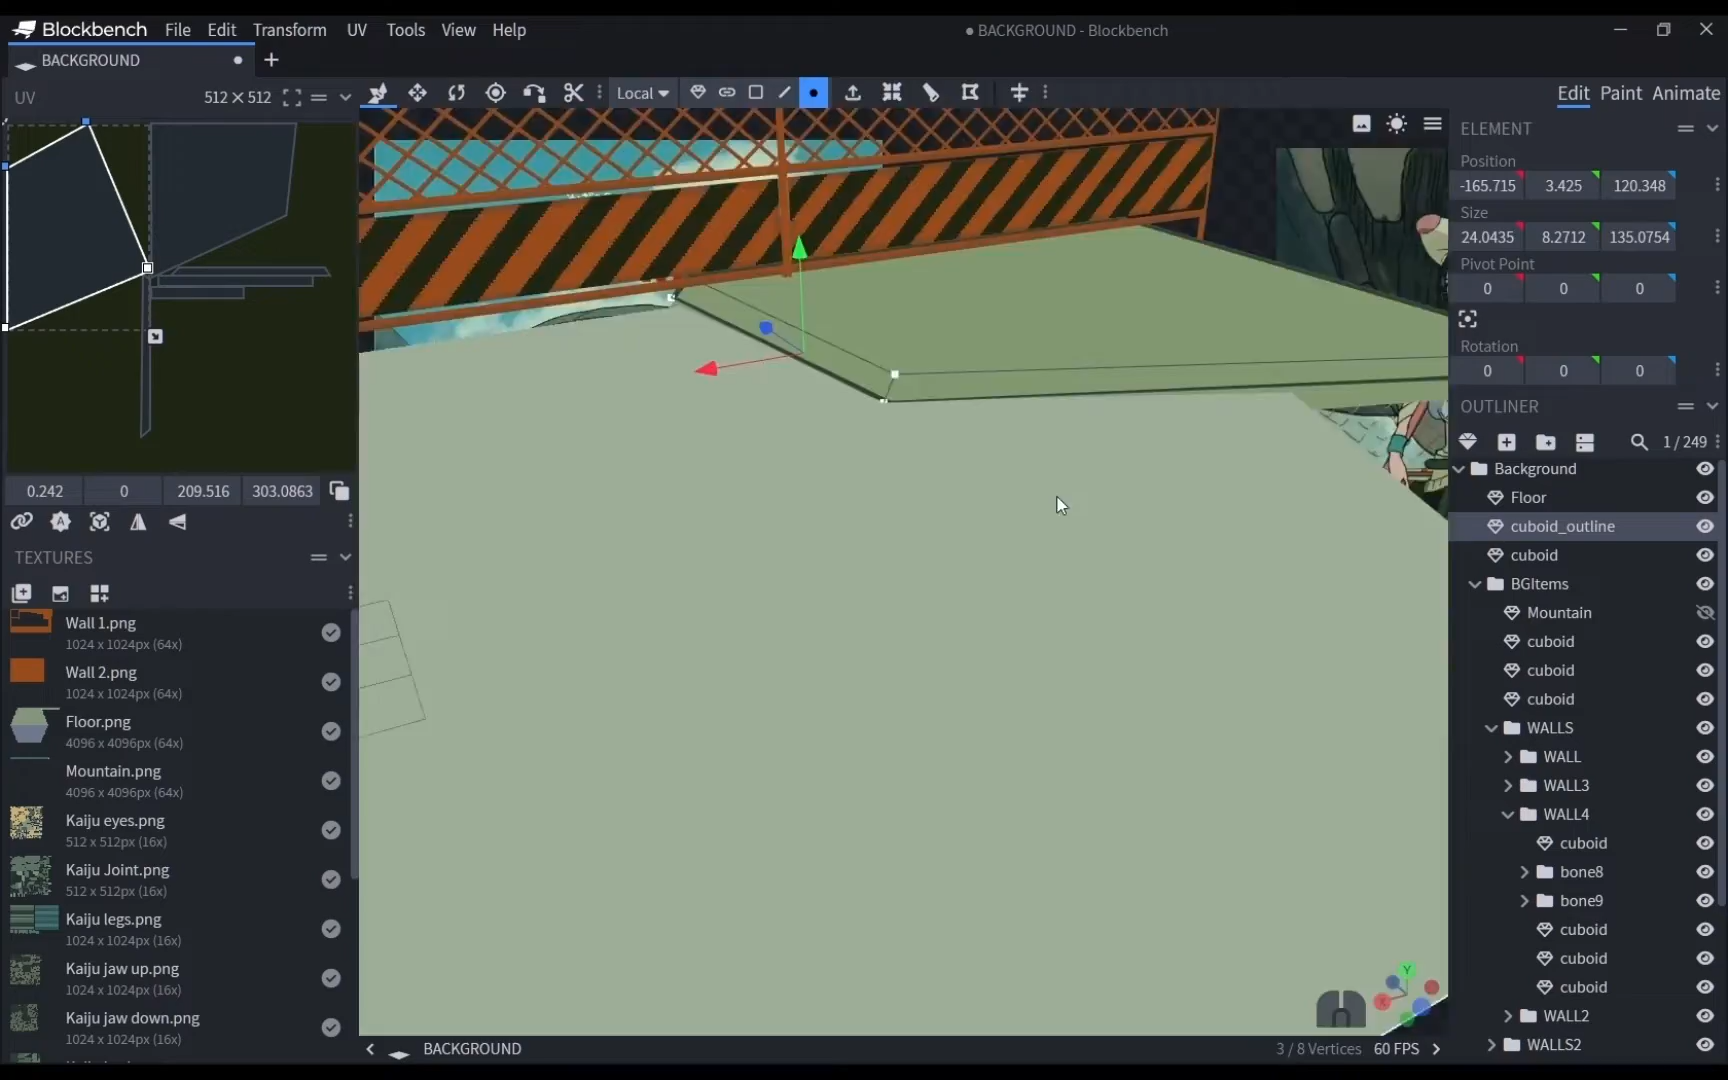 Blockbench File Edit Transform UV Tools View Help
BACKGROUND - Blockbench
BACKGROUND
UV 512 × 512
Local
Edit Paint Animate
ELEMENT
Position
-165.715 3.425 120.348
Size
24.0435 8.2712 135.0754
Pivot Point
0 0 0
Rotation
0 0 0
OUTLINER
1 / 249
Background
Floor
cuboid_outline
cuboid
BGItems
Mountain
cuboid
cuboid
cuboid
WALLS
WALL
WALL3
WALL4
cuboid
bone8
bone9
cuboid
cuboid
cuboid
WALL2
WALLS2
0.242 0 209.516 303.0863
TEXTURES
Wall 1.png
1024 x 1024px (64x)
Wall 2.png
1024 x 1024px (64x)
Floor.png
4096 x 4096px (64x)
Mountain.png
4096 x 4096px (64x)
Kaiju eyes.png
512 x 512px (16x)
Kaiju Joint.png
512 x 512px (16x)
Kaiju legs.png
1024 x 1024px (16x)
Kaiju jaw up.png
1024 x 1024px (16x)
Kaiju jaw down.png
1024 x 1024px (16x)
Y
X
BACKGROUND
3 / 8 Vertices 60 FPS